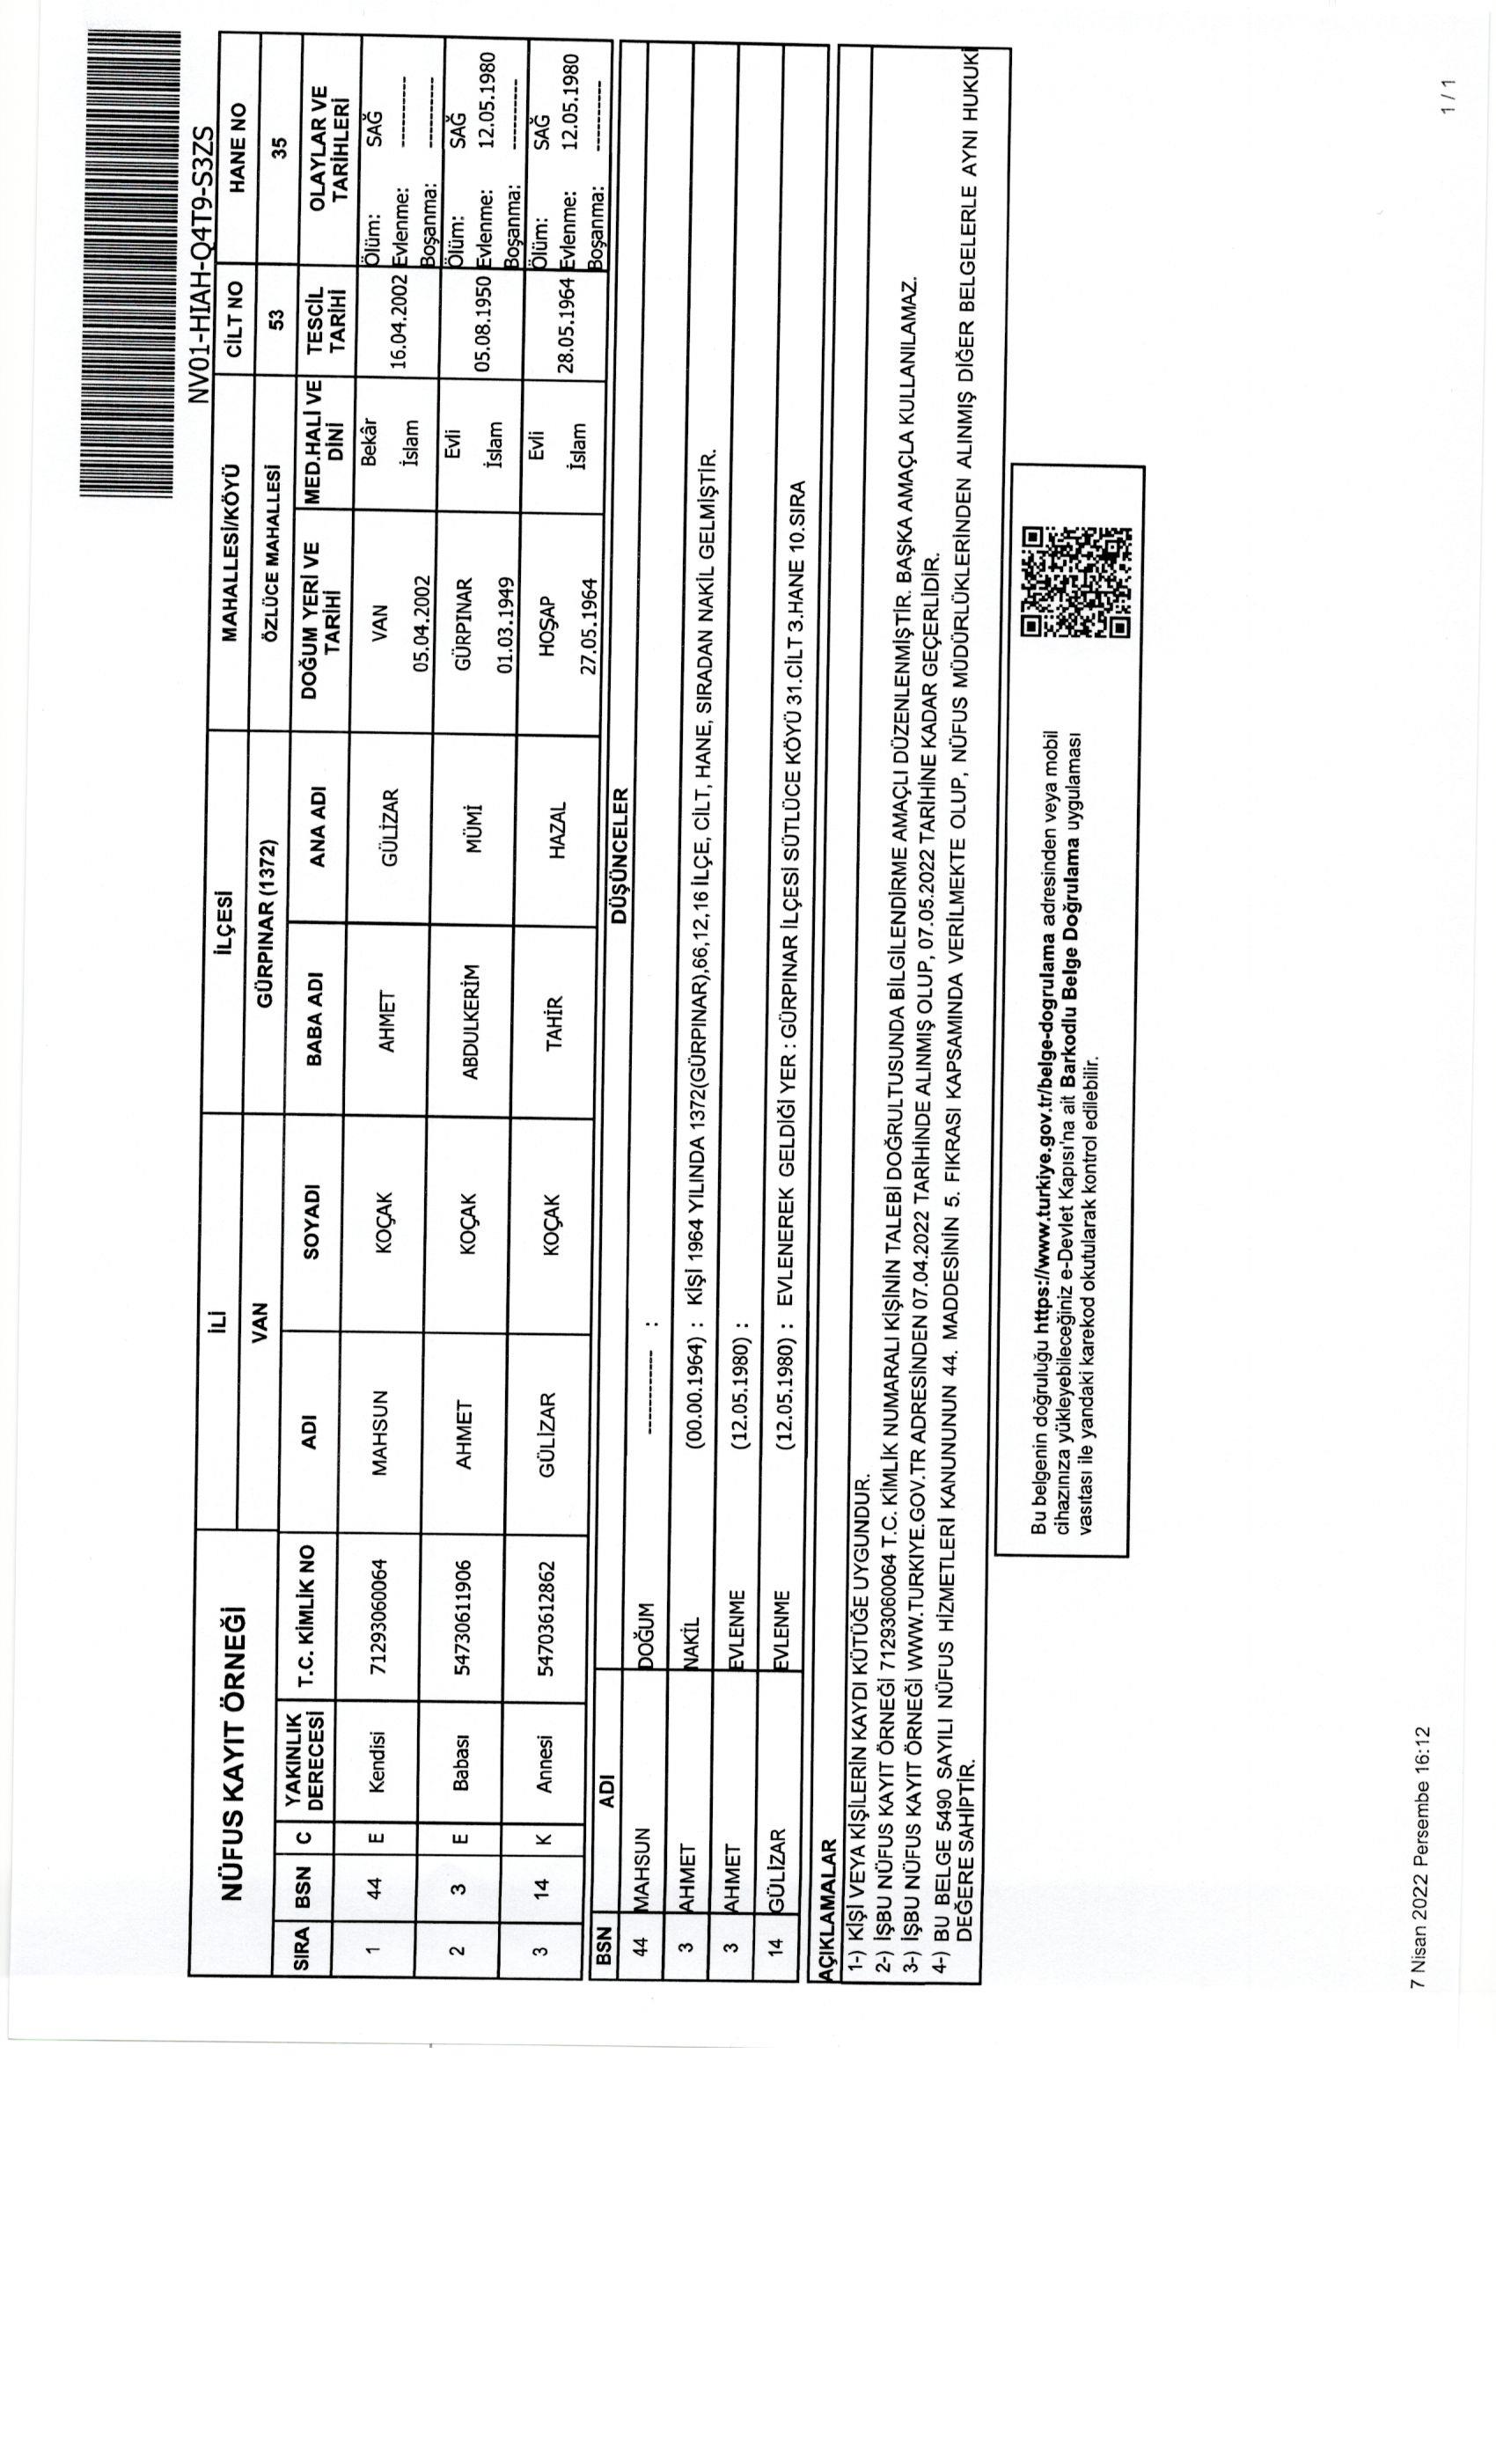 NV01-HIAH-Q4T9-S3ZS
NÜFUS KAYIT ÖRNEĞİ İLİ İLÇESİ MAHALLESİ/KÖYÜ CİLT NO HANE NO
VAN GÜRPINAR (1372) ÖZLÜCE MAHALLESİ 53 35
SIRA BSN C YAKINLIK DERECESİ T.C. KİMLİK NO ADI SOYADI BABA ADI ANA ADI DOĞUM YERİ VE TARİHİ MED.HALİ VE DİNİ TESCİL TARİHİ OLAYLAR VE TARİHLERİ
1 44 E Kendisi 71293060064 MAHSUN KOÇAK AHMET GÜLİZAR VAN 05.04.2002 Bekâr İslam 16.04.2002 Ölüm: SAĞ Evlenme: ---------- Boşanma: ----------
2 3 E Babası 54730611906 AHMET KOÇAK ABDULKERİM MÜMİ GÜRPINAR 01.03.1949 Evli İslam 05.08.1950 Ölüm: SAĞ Evlenme: 12.05.1980 Boşanma: ----------
3 14 K Annesi 54703612862 GÜLİZAR KOÇAK TAHİR HAZAL HOŞAP 27.05.1964 Evli İslam 28.05.1964 Ölüm: SAĞ Evlenme: 12.05.1980 Boşanma: ----------
BSN ADI DÜŞÜNCELER
44 MAHSUN DOĞUM ------------ :
3 AHMET NAKİL (00.00.1964) : KİŞİ 1964 YILINDA 1372(GÜRPINAR),66,12,16 İLÇE, CİLT, HANE, SIRADAN NAKİL GELMİŞTİR.
3 AHMET EVLENME (12.05.1980) :
14 GÜLİZAR EVLENME (12.05.1980) : EVLENEREK GELDİĞİ YER : GÜRPINAR İLÇESİ SÜTLÜCE KÖYÜ 31.CİLT 3.HANE 10.SIRA
AÇIKLAMALAR
1-) KİŞİ VEYA KİŞİLERİN KAYDI KÜTÜĞE UYGUNDUR.
2-) İŞBU NÜFUS KAYIT ÖRNEĞİ 71293060064 T.C. KİMLİK NUMARALI KİŞİNİN TALEBİ DOĞRULTUSUNDA BİLGİLENDİRME AMAÇLI DÜZENLENMİŞTİR. BAŞKA AMAÇLA KULLANILAMAZ.
3-) İŞBU NÜFUS KAYIT ÖRNEĞİ WWW.TURKIYE.GOV.TR ADRESİNDEN 07.04.2022 TARİHİNDE ALINMIŞ OLUP, 07.05.2022 TARİHİNE KADAR GEÇERLİDİR.
4-) BU BELGE 5490 SAYILI NÜFUS HİZMETLERİ KANUNUNUN 44. MADDESİNİN 5. FIKRASI KAPSAMINDA VERİLMEKTE OLUP, NÜFUS MÜDÜRLÜKLERİNDEN ALINMIŞ DİĞER BELGELERLE AYNI HUKUKİ
DEĞERE SAHİPTİR.
Bu belgenin doğruluğu https://www.turkiye.gov.tr/belge-dogrulama adresinden veya mobil
cihazınıza yükleyebileceğiniz e-Devlet Kapısı'na ait Barkodlu Belge Doğrulama uygulaması
vasıtası ile yandaki karekod okutularak kontrol edilebilir.
7 Nisan 2022 Persembe 16:12
1 / 1